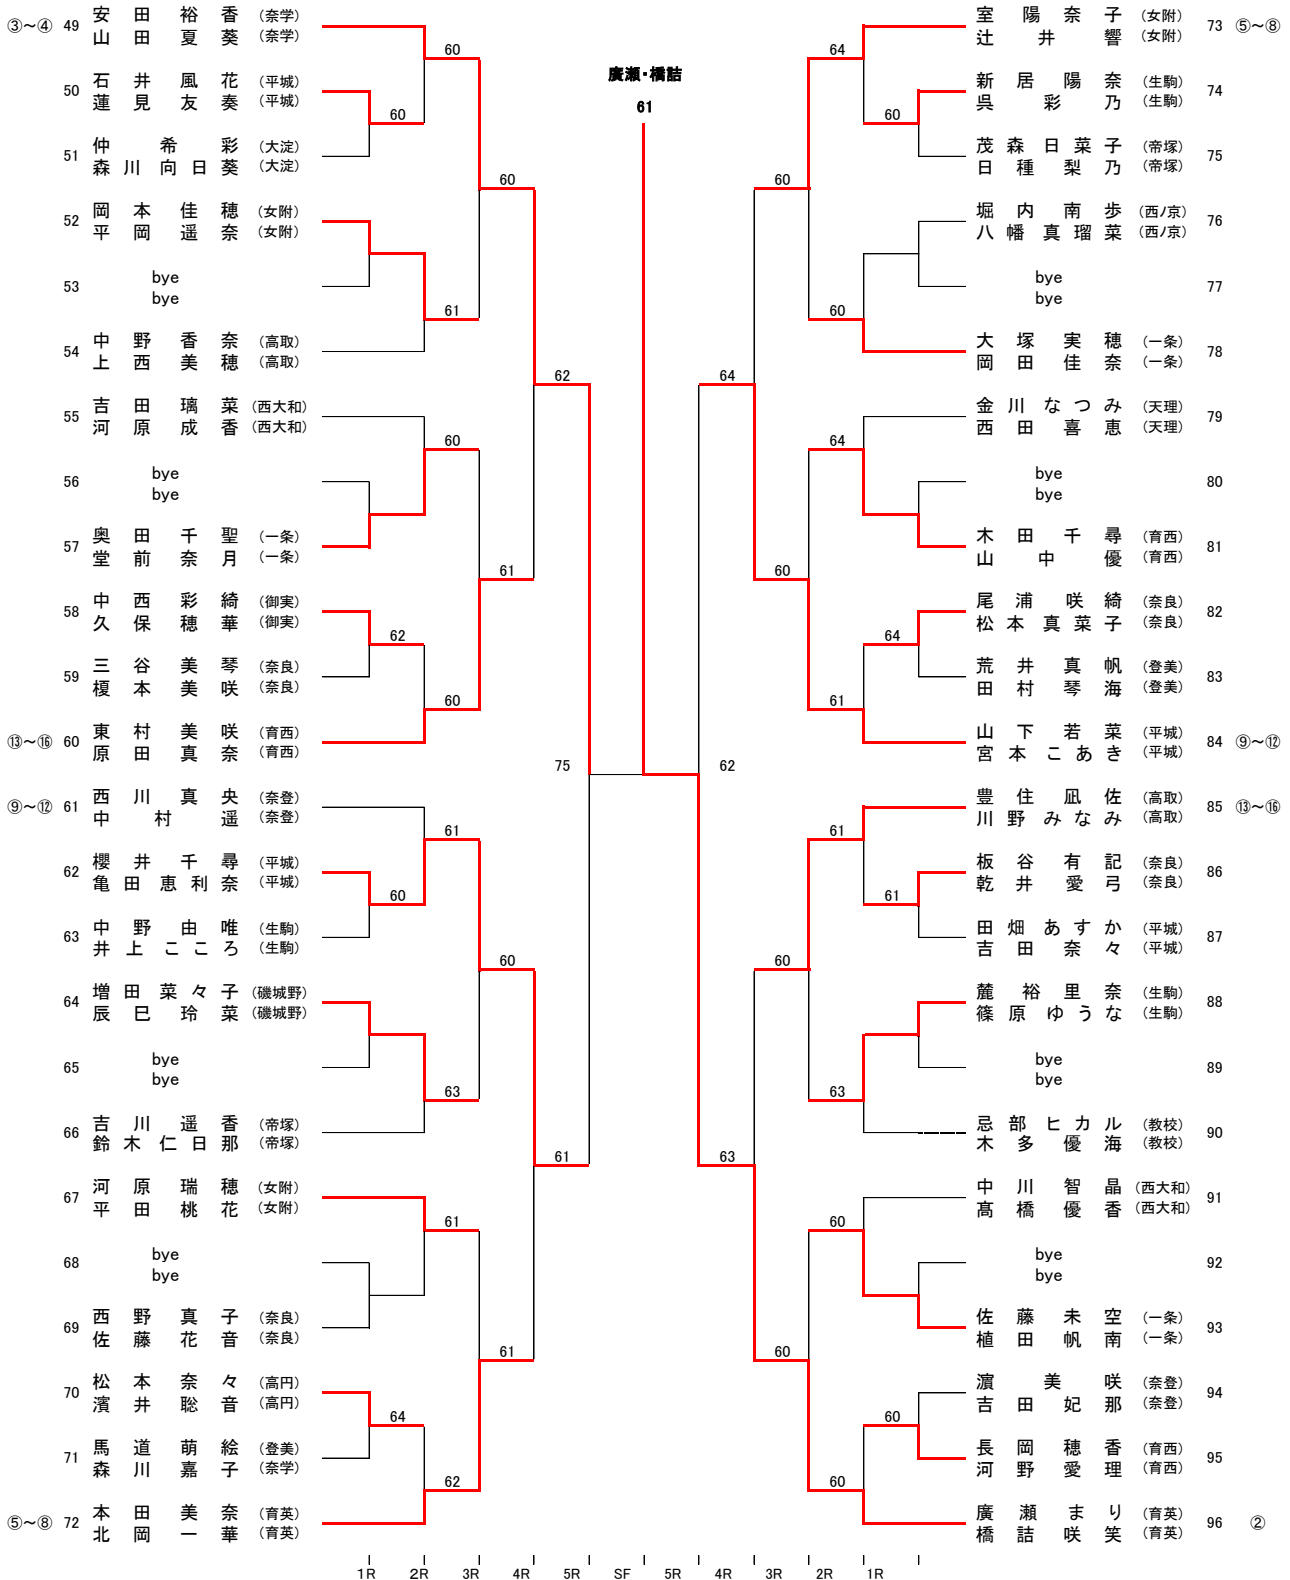 ③～④ 49 安田裕香 (奈学)
山田夏葵 (奈学)
60
50 石井風花 (平城)
蓮見友奏 (平城)
60
51 仲希彩 (大淀)
森川向日葵 (大淀)
60
52 岡本佳穂 (女附)
平岡遥奈 (女附)
53 bye
bye
61
54 中野香奈 (高取)
上西美穂 (高取)
62
55 吉田璃菜 (西大和)
河原成香 (西大和)
60
56 bye
bye
57 奥田千聖 (一条)
堂前奈月 (一条)
61
58 中西彩綺 (御実)
久保穂華 (御実)
62
59 三谷美琴 (奈良)
榎本美咲 (奈良)
60
⑬～⑯ 60 東村美咲 (育西)
原田真奈 (育西)
75
⑨～⑫ 61 西川真央 (奈登)
中村遥 (奈登)
61
62 櫻井千尋 (平城)
亀田恵利奈 (平城)
60
63 中野由唯 (生駒)
井上こころ (生駒)
60
64 増田菜々子 (磯城野)
辰巳玲菜 (磯城野)
65 bye
bye
63
66 吉川遥香 (帝塚)
鈴木仁日那 (帝塚)
61
67 河原瑞穂 (女附)
平田桃花 (女附)
61
68 bye
bye
69 西野真子 (奈良)
佐藤花音 (奈良)
61
70 松本奈々 (高円)
濱井聡音 (高円)
64
71 馬道萌絵 (登美)
森川嘉子 (奈学)
62
⑤～⑧ 72 本田美奈 (育英)
北岡一華 (育英)
廣瀬・橋詰
61
室陽奈子 (女附) 73 ⑤～⑧
辻井響 (女附)
64
新居陽奈 (生駒) 74
呉彩乃 (生駒)
60
茂森日菜子 (帝塚) 75
日種梨乃 (帝塚)
60
堀内南歩 (西ノ京) 76
八幡真瑠菜 (西ノ京)
bye 77
bye
60
大塚実穂 (一条) 78
岡田佳奈 (一条)
64
金川なつみ (天理) 79
西田喜恵 (天理)
64
bye 80
bye
木田千尋 (育西) 81
山中優 (育西)
60
尾浦咲綺 (奈良) 82
松本真菜子 (奈良)
64
荒井真帆 (登美) 83
田村琴海 (登美)
61
山下若菜 (平城) 84 ⑨～⑫
宮本こあき (平城)
62
豊住凪佐 (高取) 85 ⑬～⑯
川野みなみ (高取)
61
板谷有記 (奈良) 86
乾井愛弓 (奈良)
61
田畑あすか (平城) 87
吉田奈々 (平城)
60
麓裕里奈 (生駒) 88
篠原ゆうな (生駒)
bye 89
bye
63
忌部ヒカル (教校) 90
木多優海 (教校)
63
中川智晶 (西大和) 91
髙橋優香 (西大和)
60
bye 92
bye
佐藤未空 (一条) 93
植田帆南 (一条)
60
濵美咲 (奈登) 94
吉田妃那 (奈登)
60
長岡穂香 (育西) 95
河野愛理 (育西)
60
廣瀬まり (育英) 96 ②
橋詰咲笑 (育英)
1R 2R 3R 4R 5R SF 5R 4R 3R 2R 1R